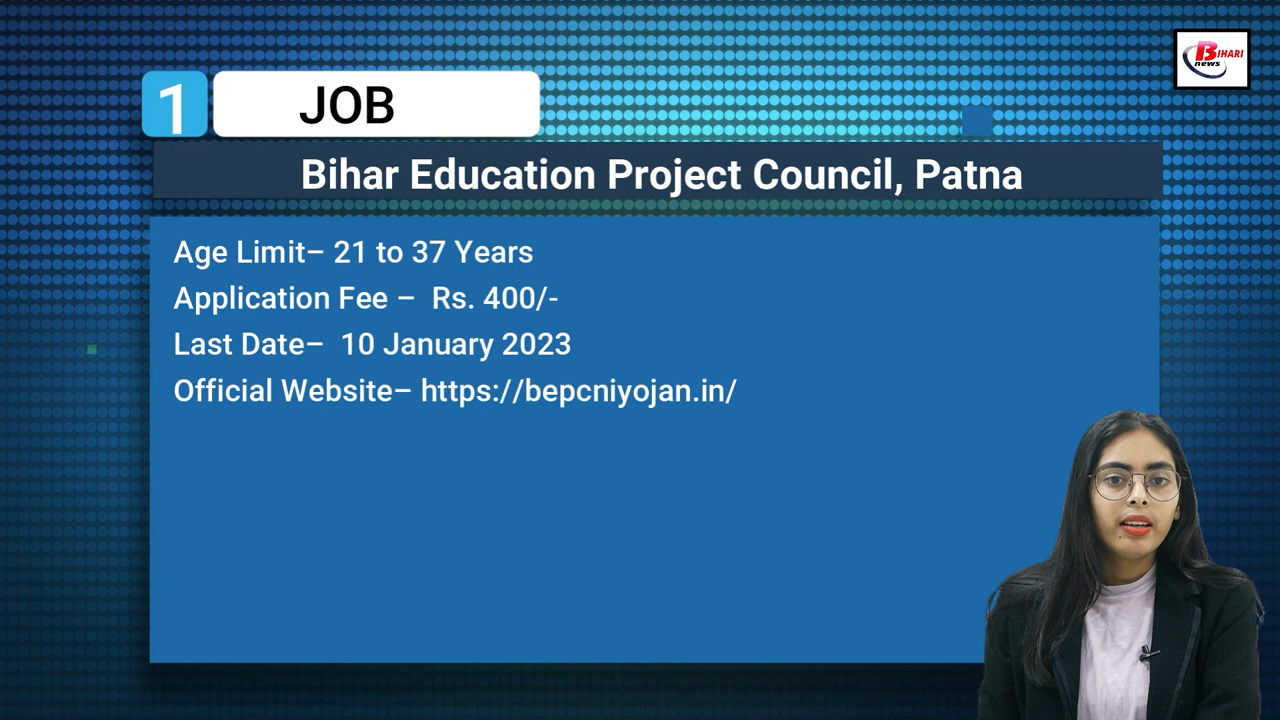 BIHARI
news
1
JOB
Bihar Education Project Council, Patna
Age Limit– 21 to 37 Years
Application Fee –  Rs. 400/-
Last Date–  10 January 2023
Official Website– https://bepcniyojan.in/